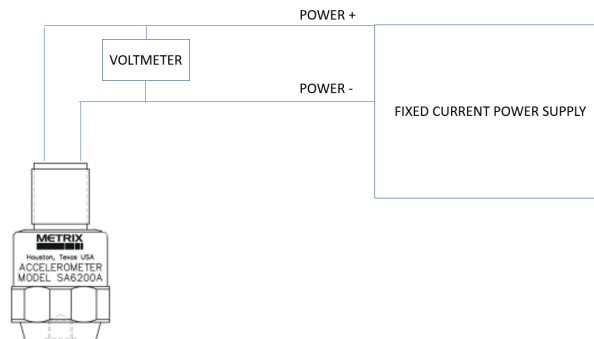 POWER +
VOLTMETER
POWER -
FIXED CURRENT POWER SUPPLY
METRIX
Houston, Texas USA
ACCELEROMETER
MODEL SA6200A